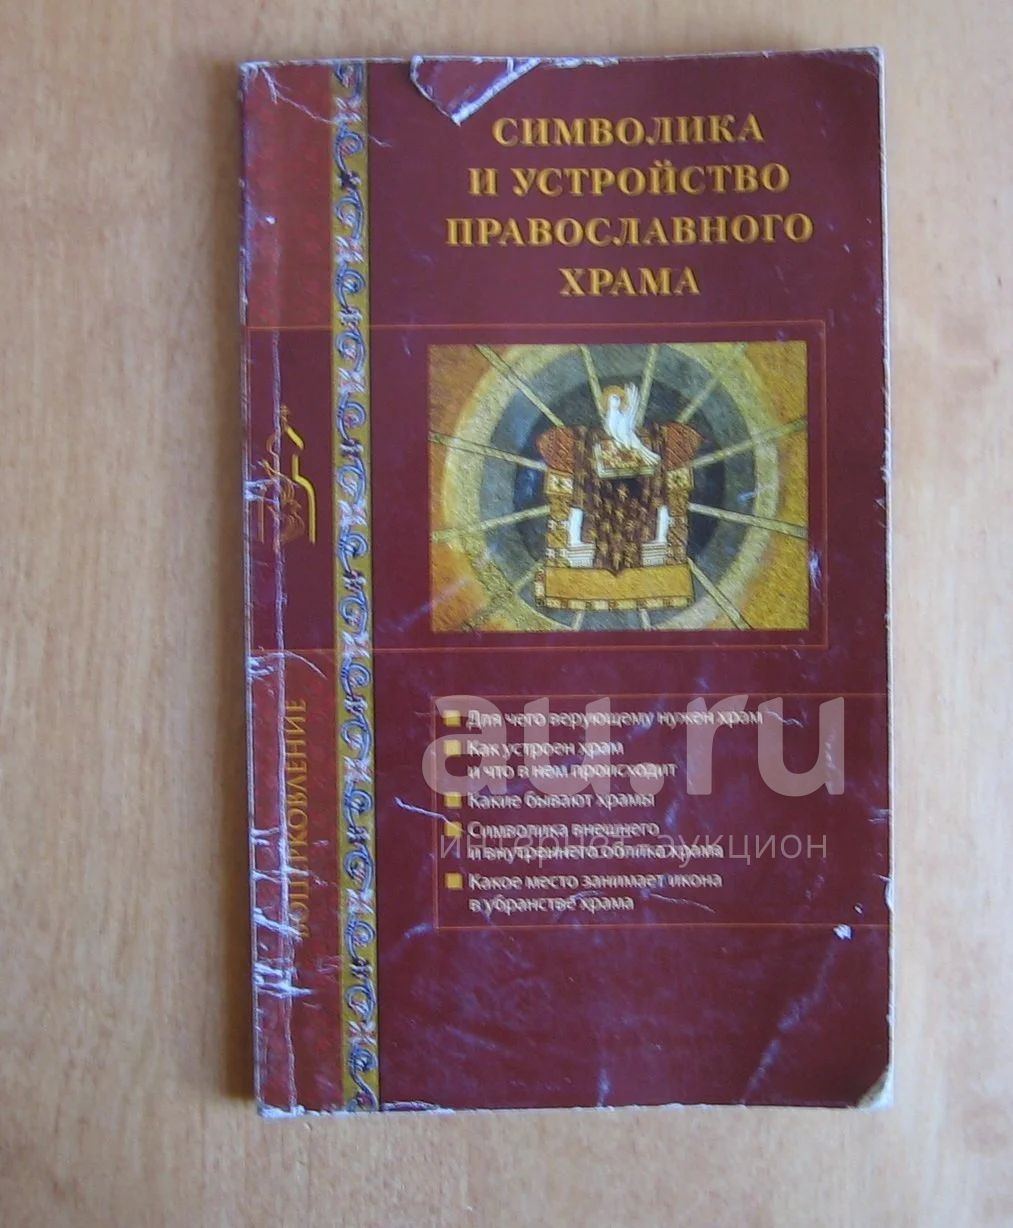 СИМВОЛИКА
И УСТРОЙСТВО
ПРАВОСЛАВНОГО
ХРАМА
ВОЦЕРКОВЛЕНИЕ
au.ru
интернет-аукцион
Для чего верующему нужен храм
Как устроен храм
и что в нем происходит
Какие бывают храмы
Символика внешнего
и внутреннего облика храма
Какое место занимает икона
в убранстве храма